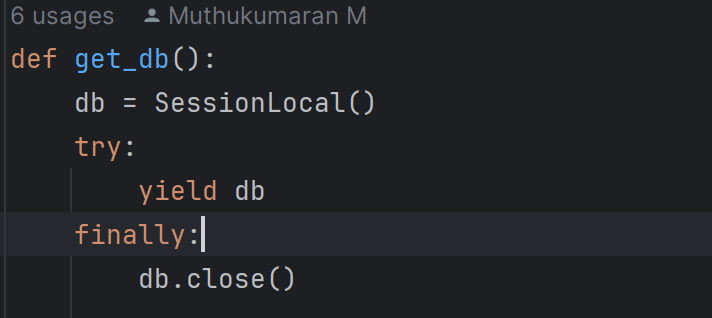 6 usages Muthukumaran M
def get_db():
    db = SessionLocal()
    try:
        yield db
    finally:
        db.close()